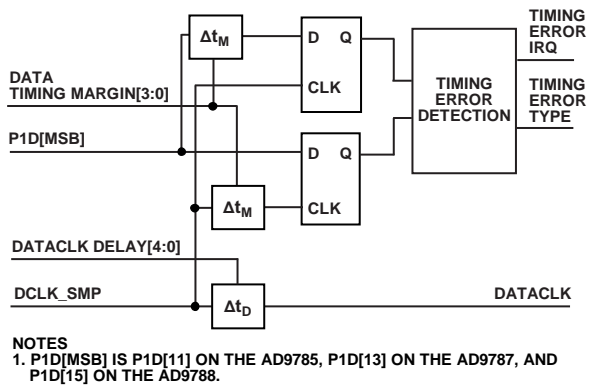 TIMING
ERROR
IRQ
Δt_M
D Q
CLK
DATA
TIMING MARGIN[3:0]
TIMING
ERROR
DETECTION
TIMING
ERROR
TYPE
P1D[MSB]
D Q
Δt_M
CLK
DATACLK DELAY[4:0]
DCLK_SMP
Δt_D
DATACLK
NOTES
1. P1D[MSB] IS P1D[11] ON THE AD9785, P1D[13] ON THE AD9787, AND
P1D[15] ON THE AD9788.